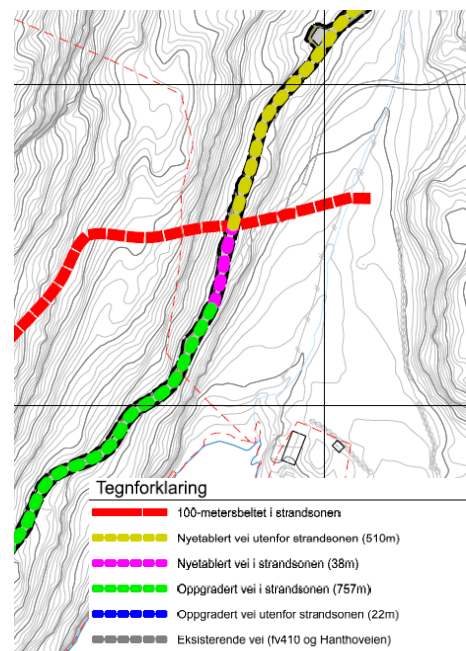 Tegnforklaring
100-metersbeltet i strandsonen
Nyetablert vei utenfor strandsonen (510m)
Nyetablert vei i strandsonen (38m)
Oppgradert vei i strandsonen (757m)
Oppgradert vei utenfor strandsonen (22m)
Eksisterende vei (fv410 og Hanthoveien)